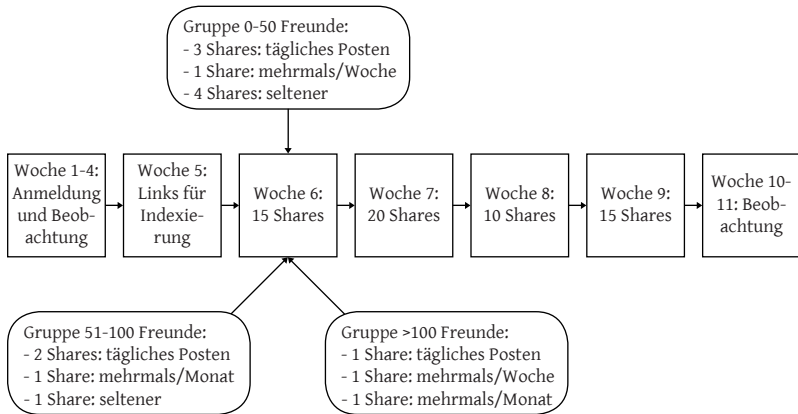 Gruppe 0-50 Freunde:
- 3 Shares: tägliches Posten
- 1 Share: mehrmals/Woche
- 4 Shares: seltener
Woche 1-4:
Anmeldung
und Beob-
achtung
Woche 5:
Links für
Indexie-
rung
Woche 6:
15 Shares
Woche 7:
20 Shares
Woche 8:
10 Shares
Woche 9:
15 Shares
Woche 10-
11: Beob-
achtung
Gruppe 51-100 Freunde:
- 2 Shares: tägliches Posten
- 1 Share: mehrmals/Monat
- 1 Share: seltener
Gruppe >100 Freunde:
- 1 Share: tägliches Posten
- 1 Share: mehrmals/Woche
- 1 Share: mehrmals/Monat